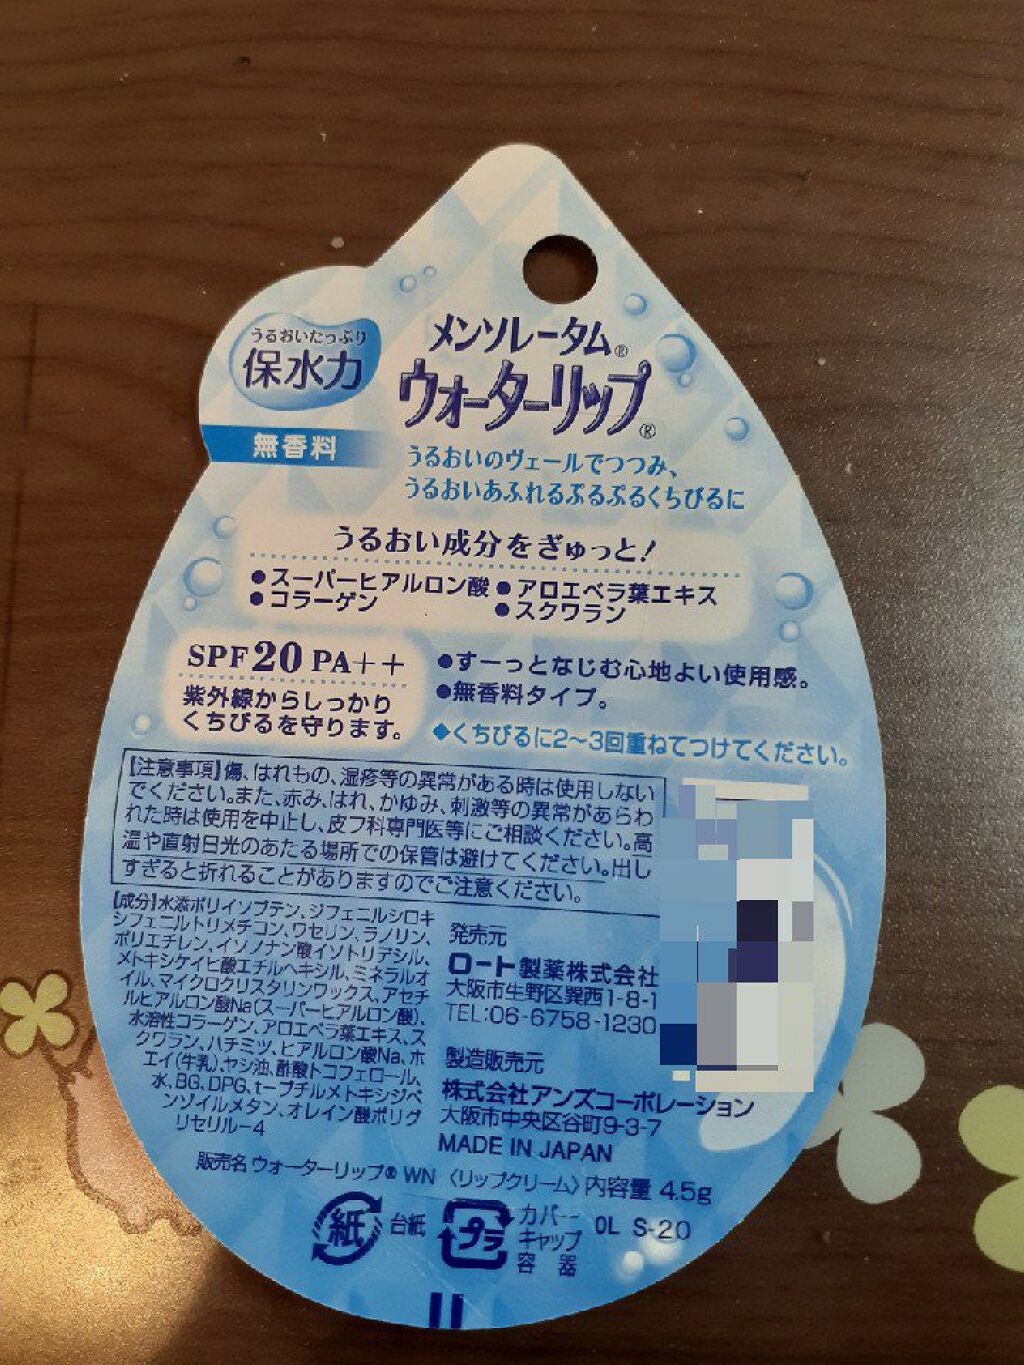 うるおいたっぷり
保水力
無香料
メンソレータム®
ウォーターリップ®
うるおいのヴェールでつつみ、
うるおいあふれるぷるぷるくちびるに
うるおい成分をぎゅっと!
●スーパーヒアルロン酸 ●アロエベラ葉エキス
●コラーゲン ●スクワラン
SPF20 PA++
紫外線からしっかり
くちびるを守ります。
●すーっとなじむ心地よい使用感。
●無香料タイプ。
◆くちびるに2〜3回重ねてつけてください。
【注意事項】傷、はれもの、湿疹等の異常がある時は使用しない
でください。また、赤み、はれ、かゆみ、刺激等の異常があらわ
れた時は使用を中止し、皮フ科専門医等にご相談ください。高
温や直射日光のあたる場所での保管は避けてください。出し
すぎると折れることがありますのでご注意ください。
【成分】水添ポリイソブテン、ジフェニルシロキ
シフェニルトリメチコン、ワセリン、ラノリン、
ポリエチレン、イソノナン酸イソトリデシル、
メトキシケイヒ酸エチルヘキシル、ミネラルオ
イル、マイクロクリスタリンワックス、アセチ
ルヒアルロン酸Na(スーパーヒアルロン酸)、
水溶性コラーゲン、アロエベラ葉エキス、ス
クワラン、ハチミツ、ヒアルロン酸Na、ホ
エイ(牛乳)、ヤシ油、酢酸トコフェロール、
水、BG、DPG、t-ブチルメトキシジベ
ンゾイルメタン、オレイン酸ポリグ
リセリル-4
発売元
ロート製薬株式会社
大阪市生野区巽西1-8-1
TEL:06-6758-1230
製造販売元
株式会社アンズコーポレーション
大阪市中央区谷町9-3-7
MADE IN JAPAN
販売名 ウォーターリップ® WN 〈リップクリーム〉 内容量 4.5g
紙 台紙
プラ カバー
キャップ
容器
0L S-20